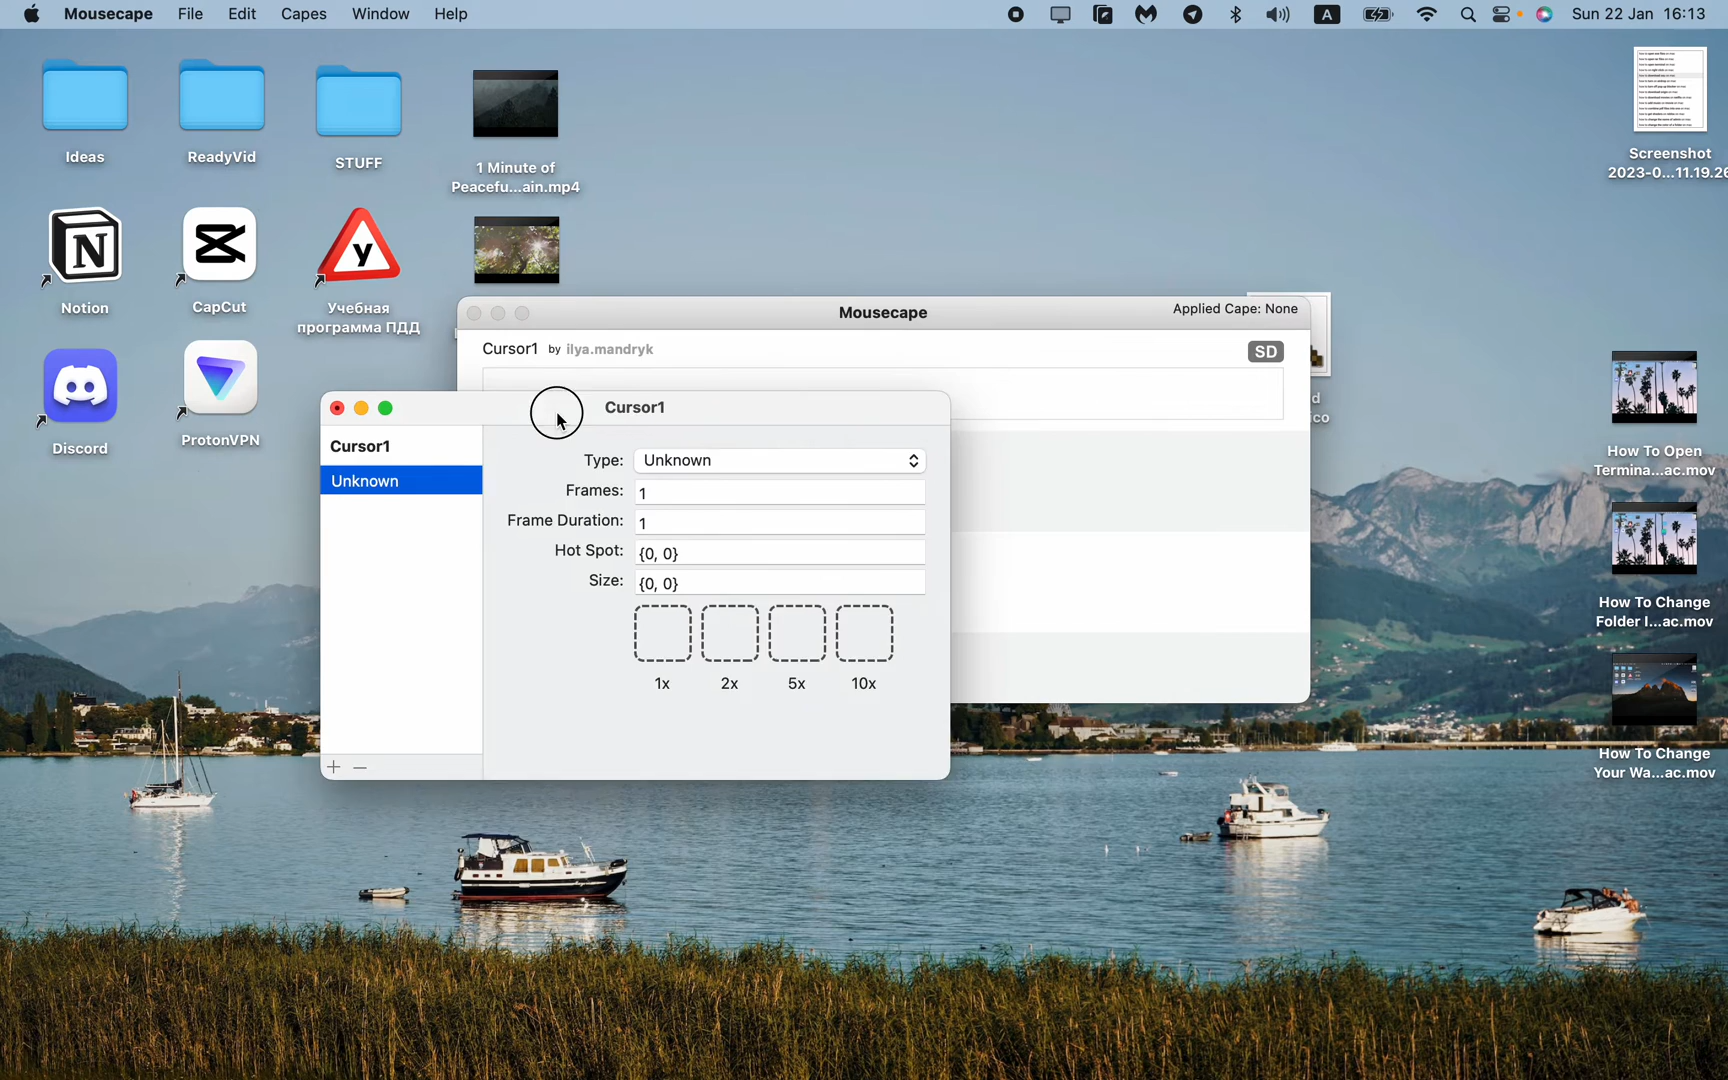 Mousecape File Edit Capes Window Help
A Sun 22 Jan 16:13
Ideas
ReadyVid
STUFF
1 Minute of
Peacefu...ain.mp4
Screenshot
2023-0...11.19.26
N
Notion
CapCut
У
Учебная
программа ПДД
Discord
ProtonVPN
Mousecape
Applied Cape: None
Cursor1 by ilya.mandryk
SD
d
ico
Cursor1
Cursor1
Unknown
Type: Unknown
Frames: 1
Frame Duration: 1
Hot Spot: {0, 0}
Size: {0, 0}
1x 2x 5x 10x
+ −
How To Open
Termina...ac.mov
How To Change
Folder I...ac.mov
How To Change
Your Wa...ac.mov